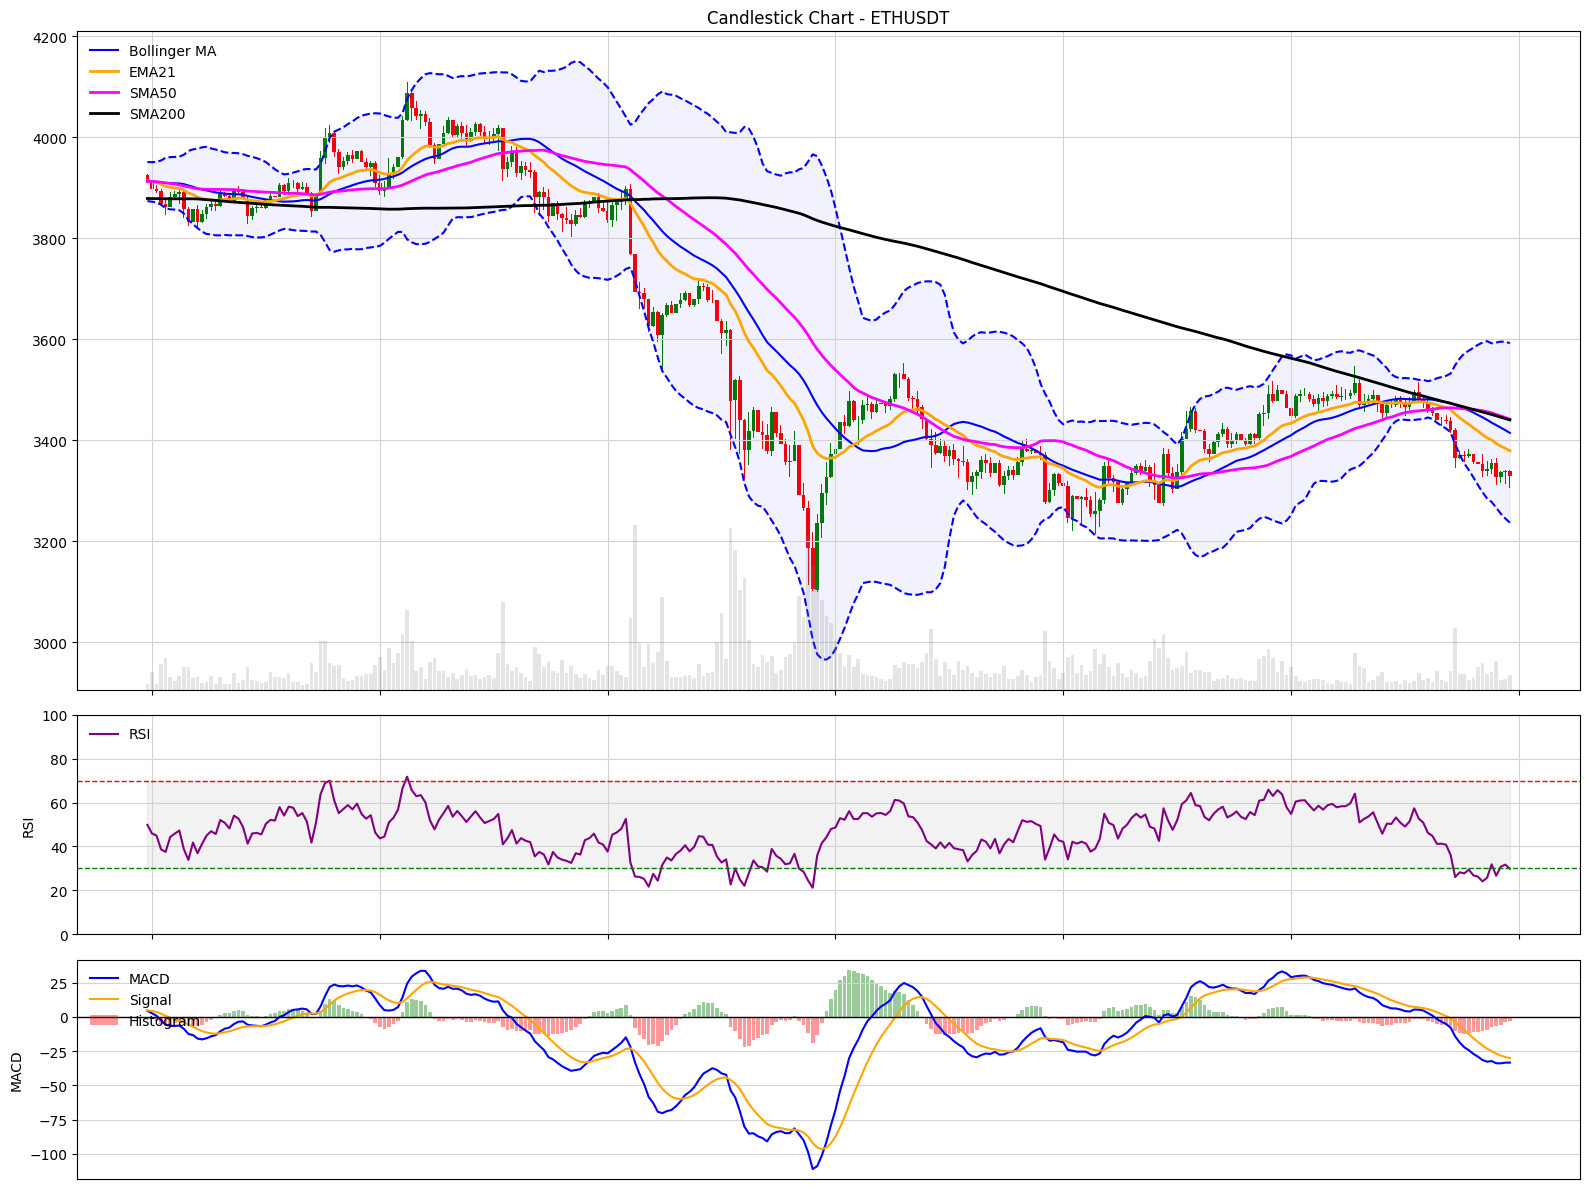 Candlestick Chart - ETHUSDT
4200
Bollinger MA
EMA21
SMA50
SMA200
4000
3800
3600
3400
3200
3000
100
RSI
80
60
RSI
40
20
0
MACD
25
Signal
0
Histogram
−25
MACD
−50
−75
−100